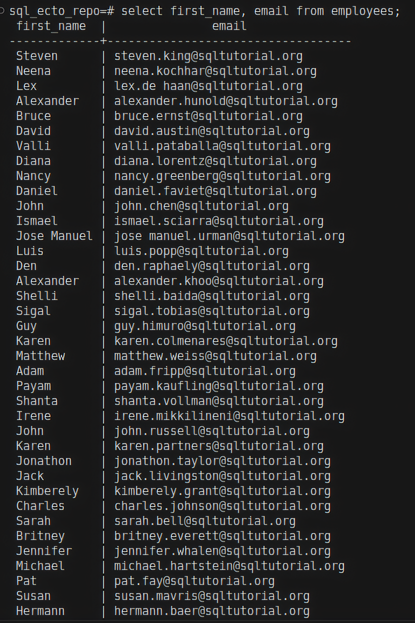 sql_ecto_repo=# select first_name, email from employees;
 first_name  |               email
-------------+-----------------------------------
 Steven      | steven.king@sqltutorial.org
 Neena       | neena.kochhar@sqltutorial.org
 Lex         | lex.de haan@sqltutorial.org
 Alexander   | alexander.hunold@sqltutorial.org
 Bruce       | bruce.ernst@sqltutorial.org
 David       | david.austin@sqltutorial.org
 Valli       | valli.pataballa@sqltutorial.org
 Diana       | diana.lorentz@sqltutorial.org
 Nancy       | nancy.greenberg@sqltutorial.org
 Daniel      | daniel.faviet@sqltutorial.org
 John        | john.chen@sqltutorial.org
 Ismael      | ismael.sciarra@sqltutorial.org
 Jose Manuel | jose manuel.urman@sqltutorial.org
 Luis        | luis.popp@sqltutorial.org
 Den         | den.raphaely@sqltutorial.org
 Alexander   | alexander.khoo@sqltutorial.org
 Shelli      | shelli.baida@sqltutorial.org
 Sigal       | sigal.tobias@sqltutorial.org
 Guy         | guy.himuro@sqltutorial.org
 Karen       | karen.colmenares@sqltutorial.org
 Matthew     | matthew.weiss@sqltutorial.org
 Adam        | adam.fripp@sqltutorial.org
 Payam       | payam.kaufling@sqltutorial.org
 Shanta      | shanta.vollman@sqltutorial.org
 Irene       | irene.mikkilineni@sqltutorial.org
 John        | john.russell@sqltutorial.org
 Karen       | karen.partners@sqltutorial.org
 Jonathon    | jonathon.taylor@sqltutorial.org
 Jack        | jack.livingston@sqltutorial.org
 Kimberely   | kimberely.grant@sqltutorial.org
 Charles     | charles.johnson@sqltutorial.org
 Sarah       | sarah.bell@sqltutorial.org
 Britney     | britney.everett@sqltutorial.org
 Jennifer    | jennifer.whalen@sqltutorial.org
 Michael     | michael.hartstein@sqltutorial.org
 Pat         | pat.fay@sqltutorial.org
 Susan       | susan.mavris@sqltutorial.org
 Hermann     | hermann.baer@sqltutorial.org